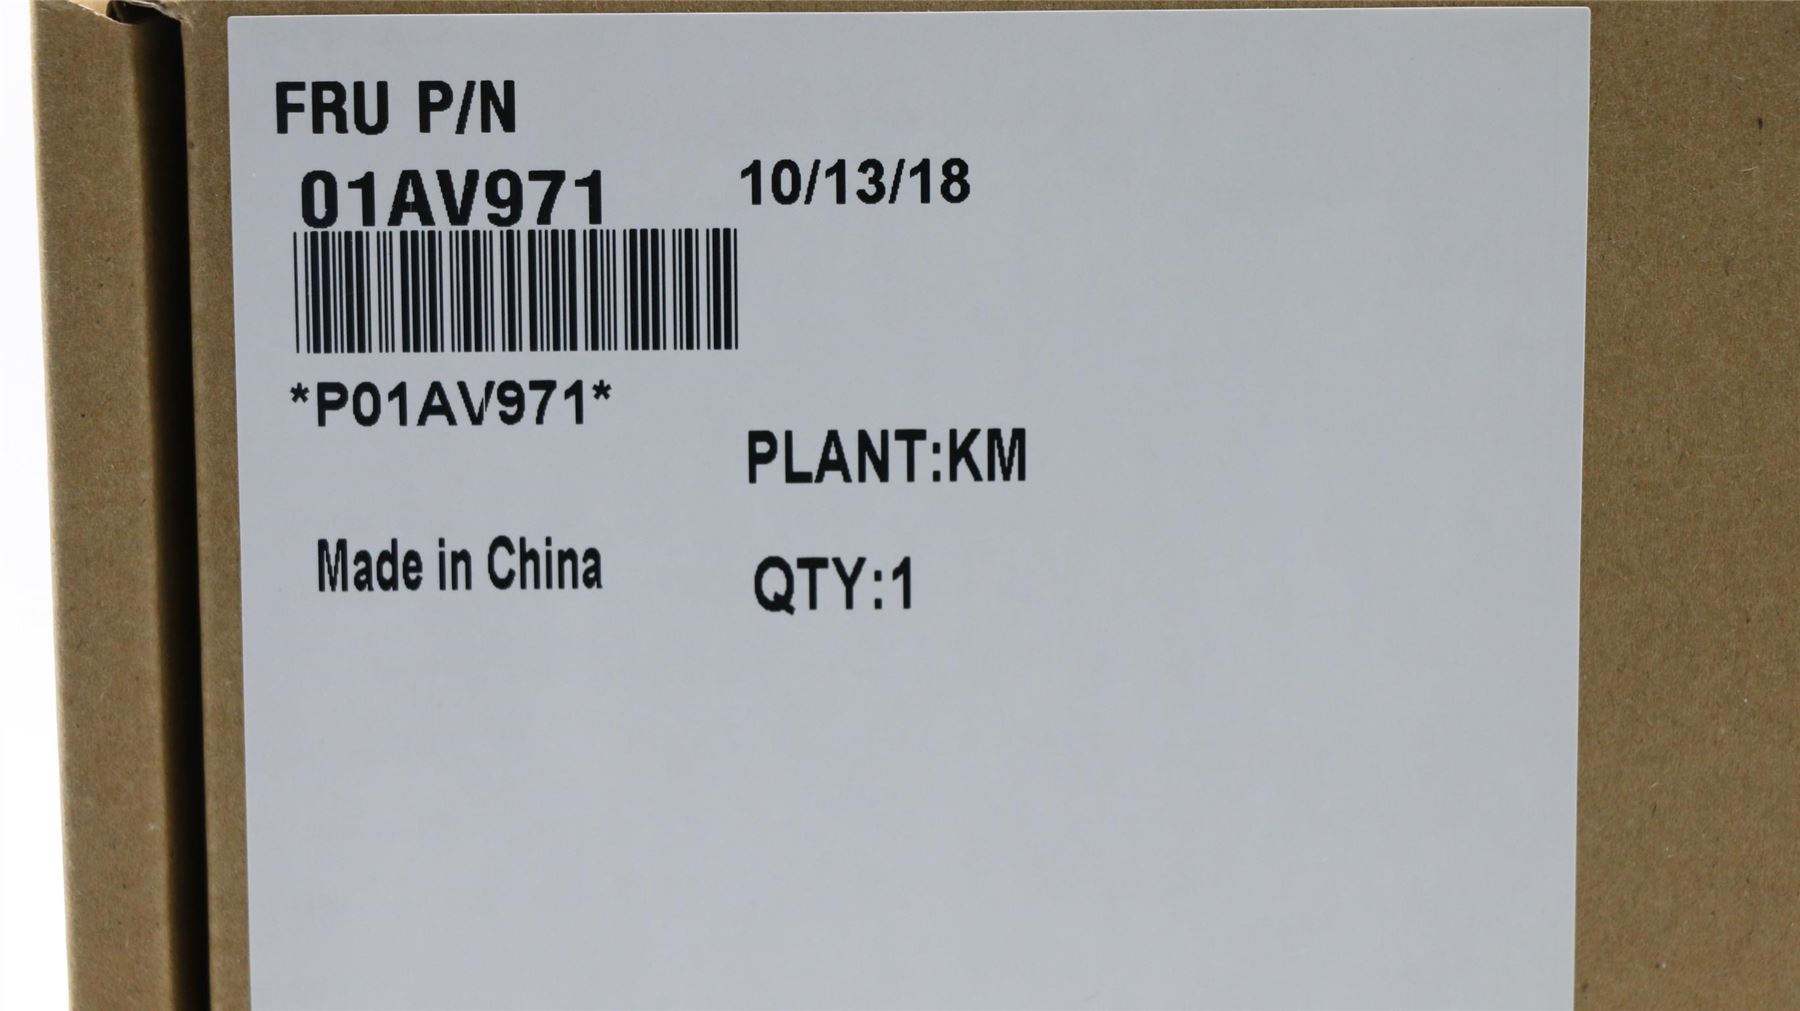 FRU P/N
01AV971 10/13/18
*P01AV971*
PLANT:KM
Made in China QTY:1